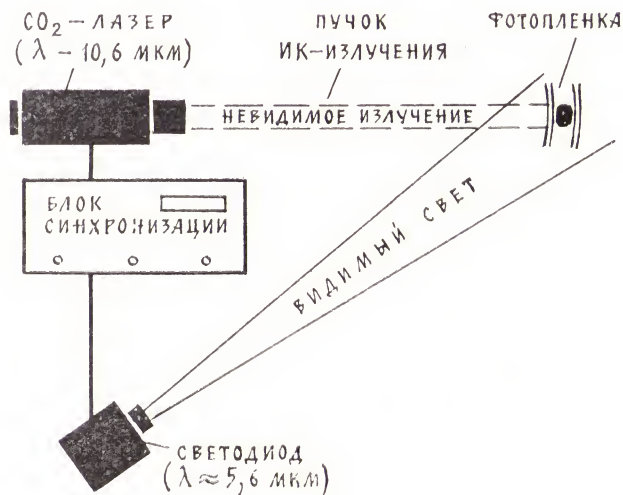 CO₂-ЛАЗЕР
(λ - 10,6 МКМ)
ПУЧОК
ИК-ИЗЛУЧЕНИЯ
ФОТОПЛЕНКА
НЕВИДИМОЕ ИЗЛУЧЕНИЕ
БЛОК
СИНХРОНИЗАЦИИ
ВИДИМЫЙ СВЕТ
СВЕТОДИОД
(λ ≈ 5,6 МКМ)